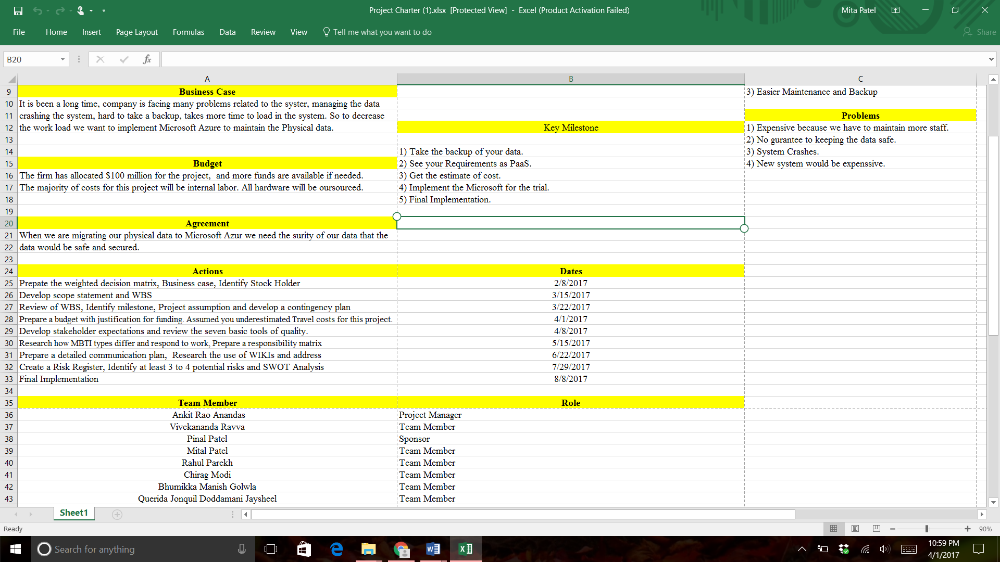 Project Charter (1).xlsx [Protected View] - Excel (Product Activation Failed)
Mita Patel
File Home Insert Page Layout Formulas Data Review View Tell me what you want to do Share
B20 fx
A B C
9 Business Case 3) Easier Maintenance and Backup
10 It is been a long time, company is facing many problems related to the syster, managing the data
11 crashing the system, hard to take a backup, takes more time to load in the system. So to decrease Problems
12 the work load we want to implement Microsoft Azure to maintain the Physical data. Key Milestone 1) Expensive because we have to maintain more staff.
13 2) No gurantee to keeping the data safe.
14 1) Take the backup of your data. 3) System Crashes.
15 Budget 2) See your Requirements as PaaS. 4) New system would be expenssive.
16 The firm has allocated $100 million for the project, and more funds are available if needed. 3) Get the estimate of cost.
17 The majority of costs for this project will be internal labor. All hardware will be oursourced. 4) Implement the Microsoft for the trial.
18 5) Final Implementation.
19
20 Agreement
21 When we are migrating our physical data to Microsoft Azur we need the surity of our data that the
22 data would be safe and secured.
23
24 Actions Dates
25 Prepate the weighted decision matrix, Business case, Identify Stock Holder 2/8/2017
26 Develop scope statement and WBS 3/15/2017
27 Review of WBS, Identify milestone, Project assumption and develop a contingency plan 3/22/2017
28 Prepare a budget with justification for funding. Assumed you underestimated Travel costs for this project. 4/1/2017
29 Develop stakeholder expectations and review the seven basic tools of quality. 4/8/2017
30 Research how MBTI types differ and respond to work, Prepare a responsibility matrix 5/15/2017
31 Prepare a detailed communication plan, Research the use of WIKIs and address 6/22/2017
32 Create a Risk Register, Identify at least 3 to 4 potential risks and SWOT Analysis 7/29/2017
33 Final Implementation 8/8/2017
34
35 Team Member Role
36 Ankit Rao Anandas Project Manager
37 Vivekananda Ravva Team Member
38 Pinal Patel Sponsor
39 Mital Patel Team Member
40 Rahul Parekh Team Member
41 Chirag Modi Team Member
42 Bhumikka Manish Golwla Team Member
43 Querida Jonquil Doddamani Jaysheel Team Member
Sheet1
Ready 90%
Search for anything
10:59 PM
4/1/2017